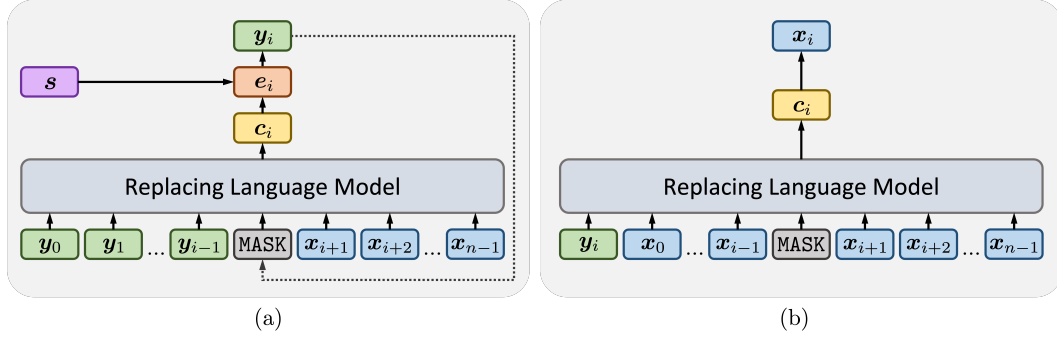 y_i x_i
s e_i
c_i c_i
Replacing Language Model Replacing Language Model
y_0 y_1 ... y_{i-1} MASK x_{i+1} x_{i+2} ... x_{n-1} y_i x_0 ... x_{i-1} MASK x_{i+1} x_{i+2} ... x_{n-1}
(a) (b)